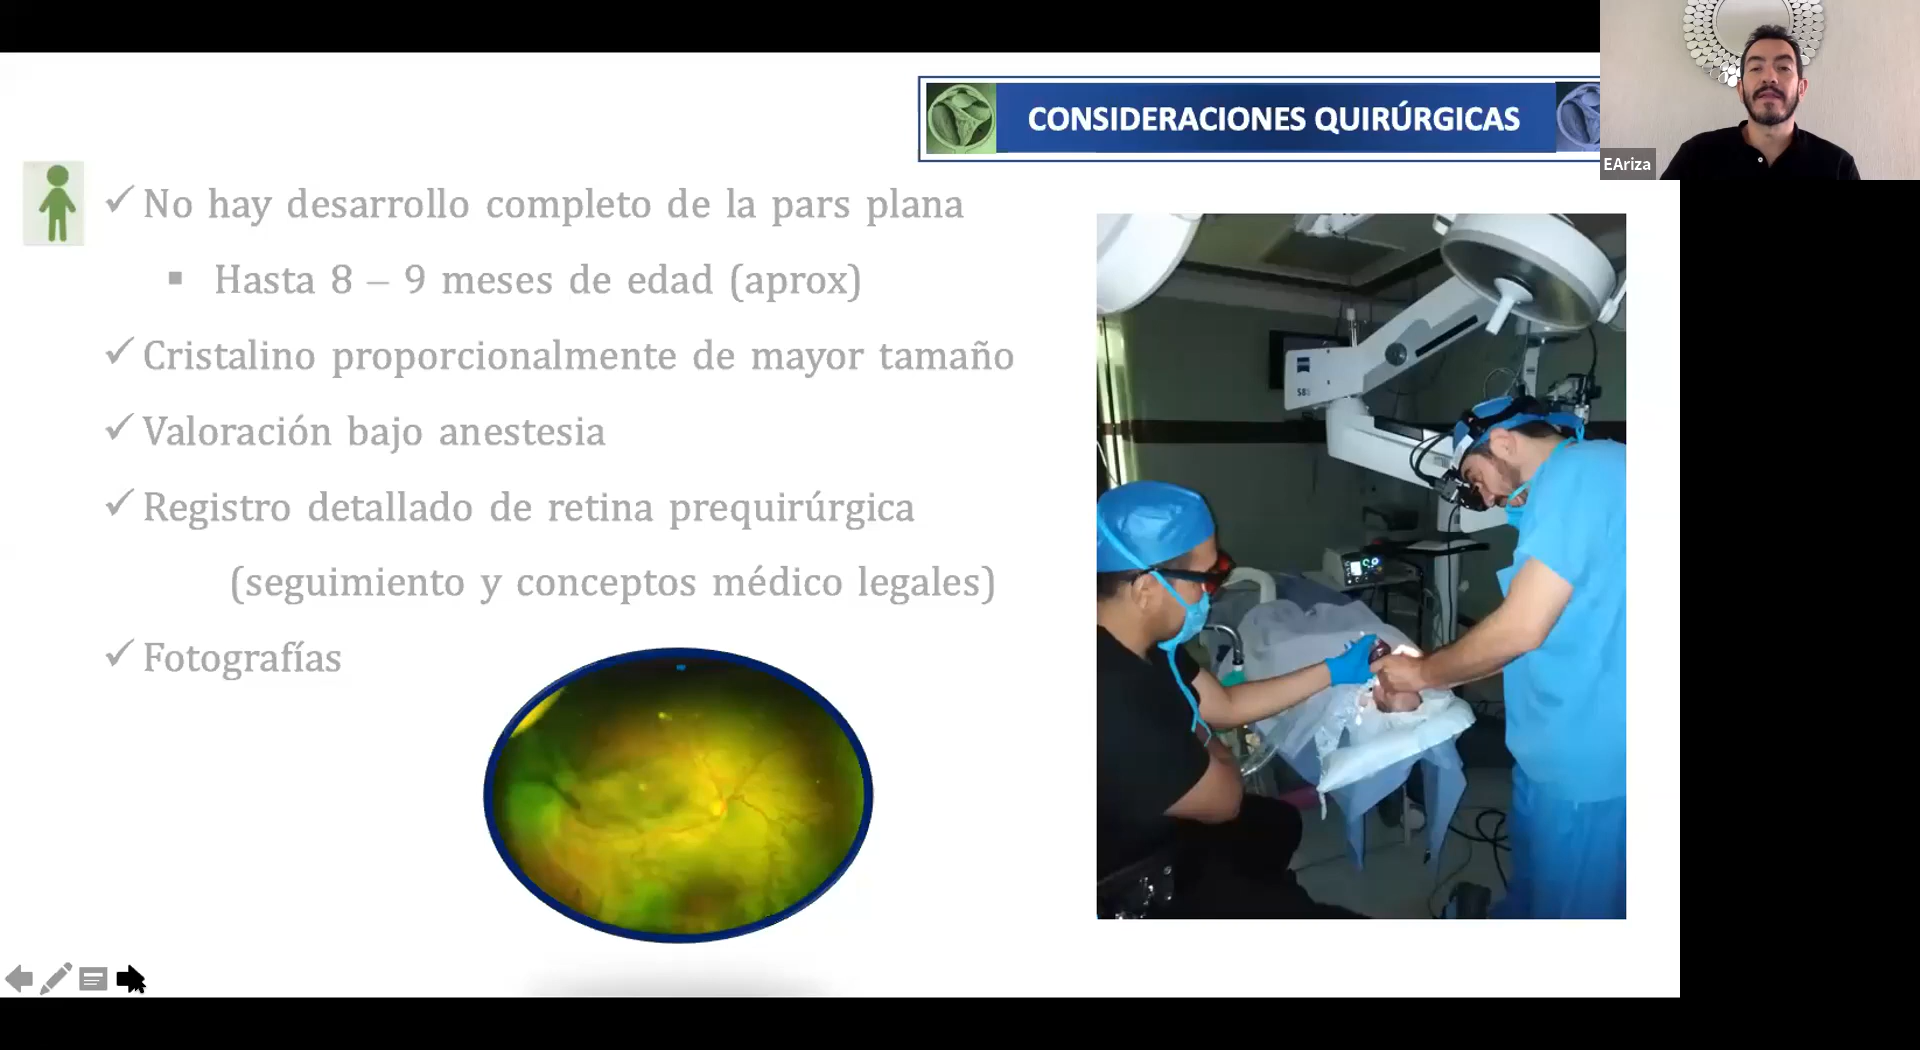 CONSIDERACIONES QUIRÚRGICAS
EAriza
✓ No hay desarrollo completo de la pars plana
▪ Hasta 8 – 9 meses de edad (aprox)
✓ Cristalino proporcionalmente de mayor tamaño
✓ Valoración bajo anestesia
✓ Registro detallado de retina prequirúrgica
(seguimiento y conceptos médico legales)
✓ Fotografías